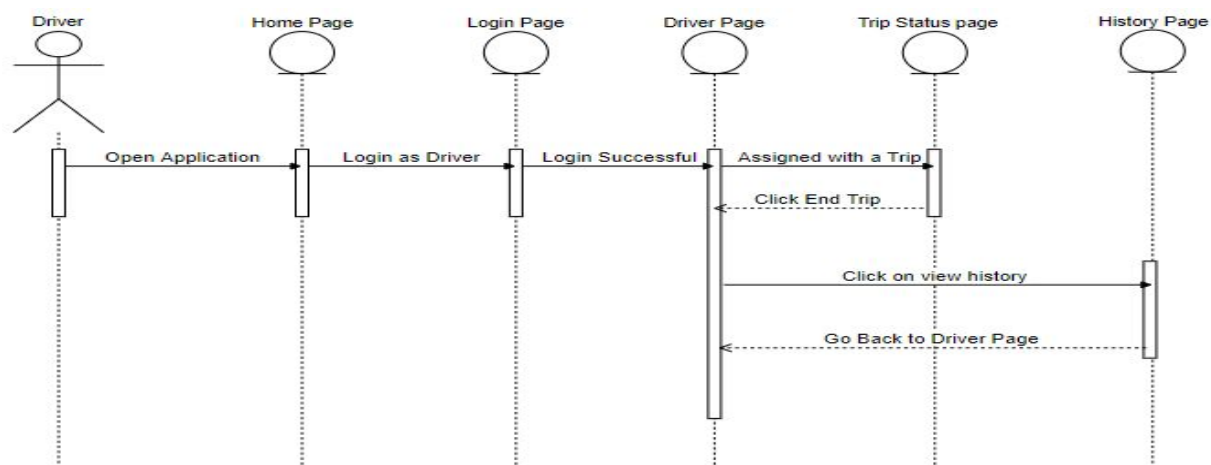 Driver
Home Page
Login Page
Driver Page
Trip Status page
History Page
Open Application
Login as Driver
Login Successful
Assigned with a Trip
Click End Trip
Click on view history
Go Back to Driver Page